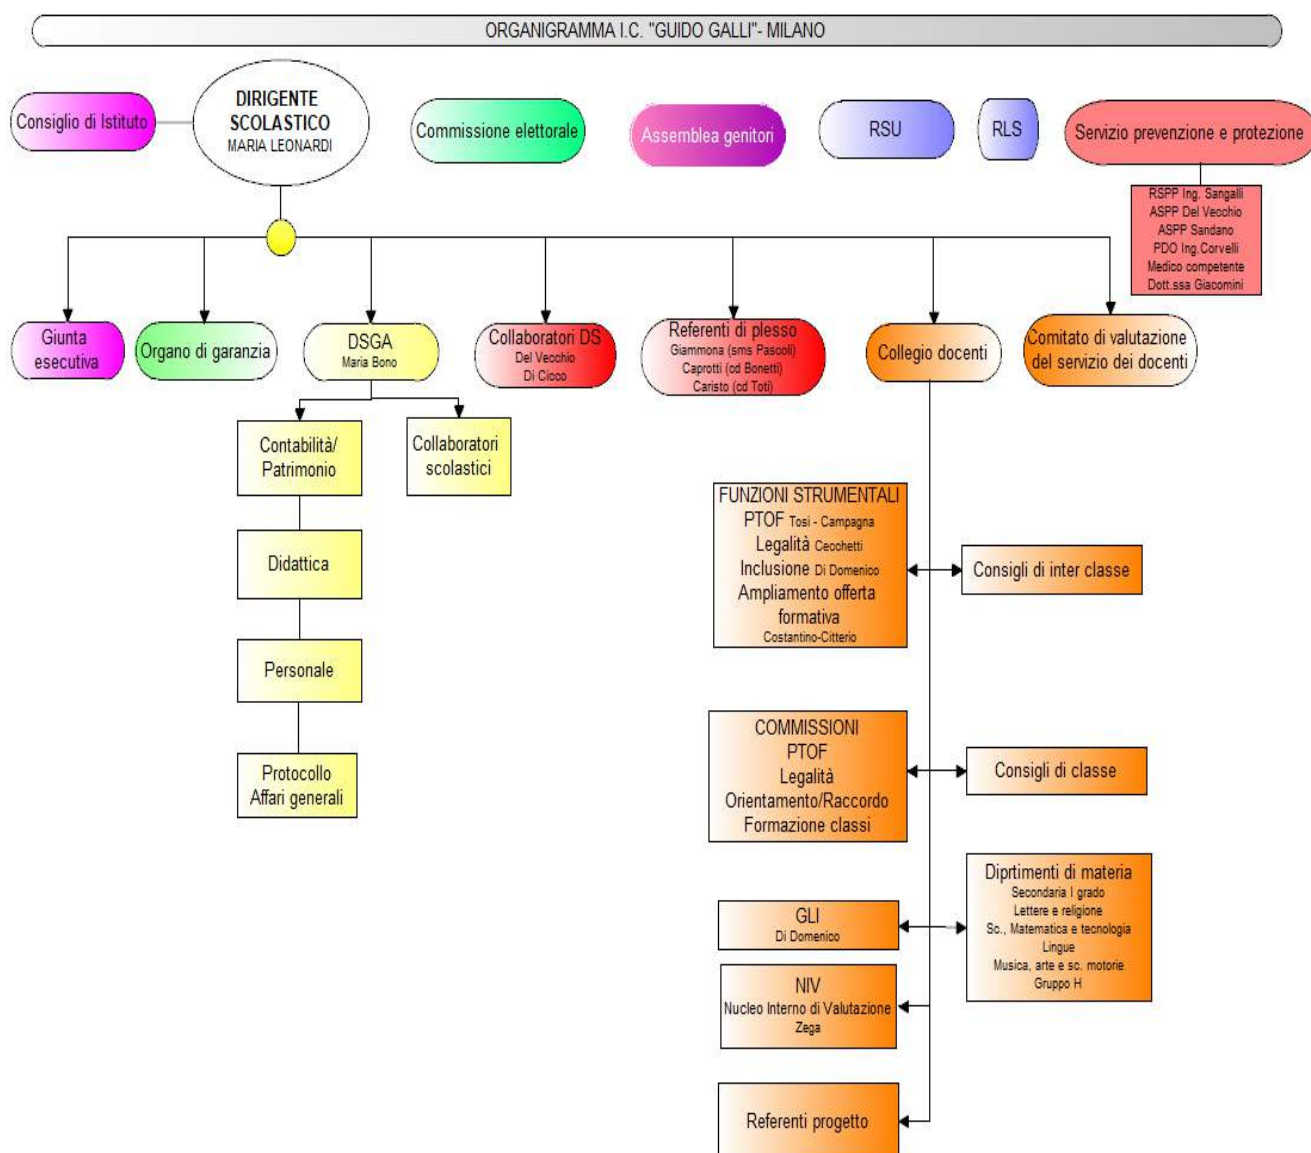 ORGANIGRAMMA I.C. "GUIDO GALLI"- MILANO
Consiglio di Istituto
DIRIGENTE
SCOLASTICO
MARIA LEONARDI
Commissione elettorale
Assemblea genitori
RSU
RLS
Servizio prevenzione e protezione
RSPP Ing. Sangalli
ASPP Del Vecchio
ASPP Sandano
PDO Ing.Corvelli
Medico competente
Dott.ssa Giacomini
Giunta
esecutiva
Organo di garanzia
DSGA
Maria Bono
Collaboratori DS
Del Vecchio
Di Cicco
Referenti di plesso
Giammona (sms Pascoli)
Caprotti (cd Bonetti)
Caristo (cd Toti)
Collegio docenti
Comitato di valutazione
del servizio dei docenti
Contabilità/
Patrimonio
Collaboratori
scolastici
Didattica
Personale
Protocollo
Affari generali
FUNZIONI STRUMENTALI
PTOF Tosi - Campagna
Legalità Cecchetti
Inclusione Di Domenico
Ampliamento offerta
formativa
Costantino-Citterio
Consigli di inter classe
COMMISSIONI
PTOF
Legalità
Orientamento/Raccordo
Formazione classi
Consigli di classe
GLI
Di Domenico
Diprtimenti di materia
Secondaria I grado
Lettere e religione
Sc., Matematica e tecnologia
Lingue
Musica, arte e sc. motorie
Gruppo H
NIV
Nucleo Interno di Valutazione
Zega
Referenti progetto